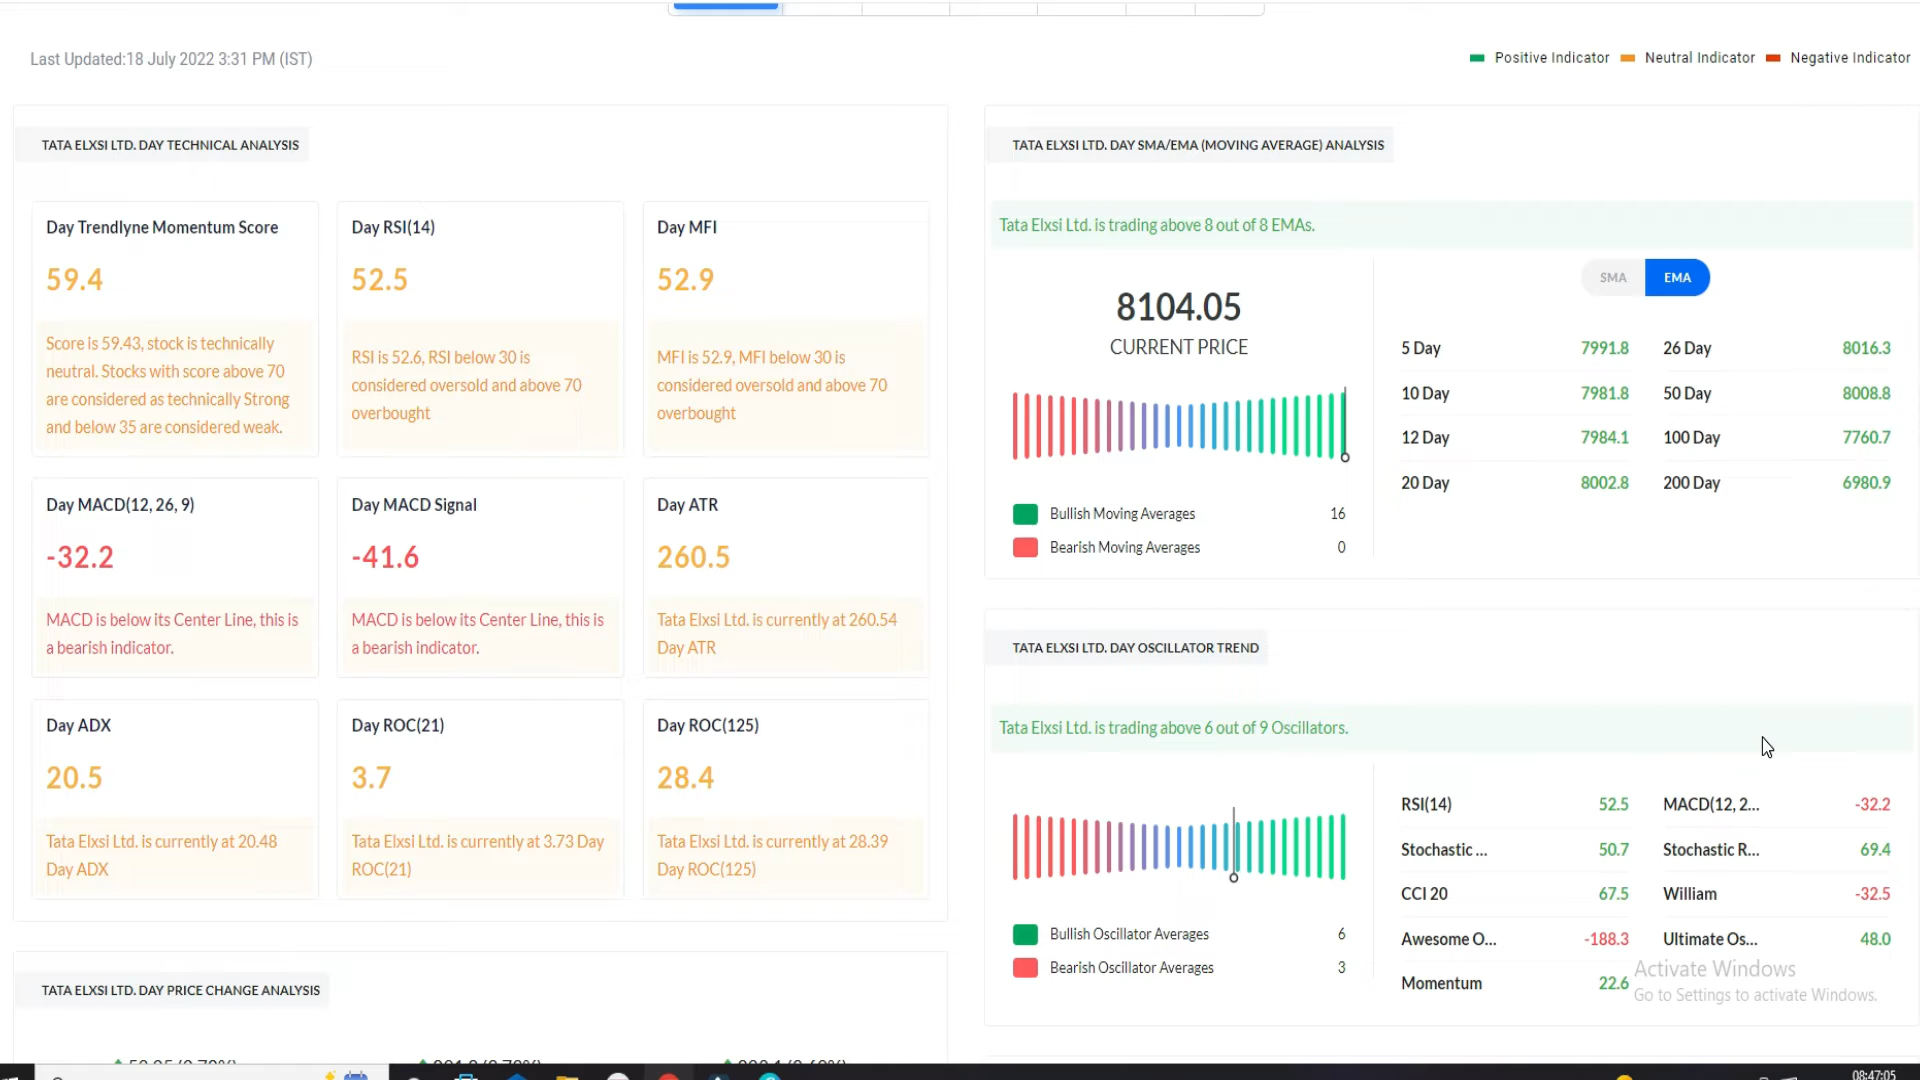 Last Updated:18 July 2022 3:31 PM (IST)
Positive Indicator
Neutral Indicator
Negative Indicator
TATA ELXSI LTD. DAY TECHNICAL ANALYSIS
Day Trendlyne Momentum Score
59.4
Score is 59.43, stock is technically
neutral. Stocks with score above 70
are considered as technically Strong
and below 35 are considered weak.
Day RSI(14)
52.5
RSI is 52.6, RSI below 30 is
considered oversold and above 70
overbought
Day MFI
52.9
MFI is 52.9, MFI below 30 is
considered oversold and above 70
overbought
Day MACD(12, 26, 9)
-32.2
MACD is below its Center Line, this is
a bearish indicator.
Day MACD Signal
-41.6
MACD is below its Center Line, this is
a bearish indicator.
Day ATR
260.5
Tata Elxsi Ltd. is currently at 260.54
Day ATR
Day ADX
20.5
Tata Elxsi Ltd. is currently at 20.48
Day ADX
Day ROC(21)
3.7
Tata Elxsi Ltd. is currently at 3.73 Day
ROC(21)
Day ROC(125)
28.4
Tata Elxsi Ltd. is currently at 28.39
Day ROC(125)
TATA ELXSI LTD. DAY PRICE CHANGE ANALYSIS
TATA ELXSI LTD. DAY SMA/EMA (MOVING AVERAGE) ANALYSIS
Tata Elxsi Ltd. is trading above 8 out of 8 EMAs.
8104.05
CURRENT PRICE
Bullish Moving Averages 16
Bearish Moving Averages 0
SMA EMA
5 Day 7991.8 26 Day 8016.3
10 Day 7981.8 50 Day 8008.8
12 Day 7984.1 100 Day 7760.7
20 Day 8002.8 200 Day 6980.9
TATA ELXSI LTD. DAY OSCILLATOR TREND
Tata Elxsi Ltd. is trading above 6 out of 9 Oscillators.
Bullish Oscillator Averages 6
Bearish Oscillator Averages 3
RSI(14) 52.5 MACD(12, 2... -32.2
Stochastic ... 50.7 Stochastic R... 69.4
CCI 20 67.5 William -32.5
Awesome O... -188.3 Ultimate Os... 48.0
Momentum 22.6
Activate Windows
Go to Settings to activate Windows.
08:47:05